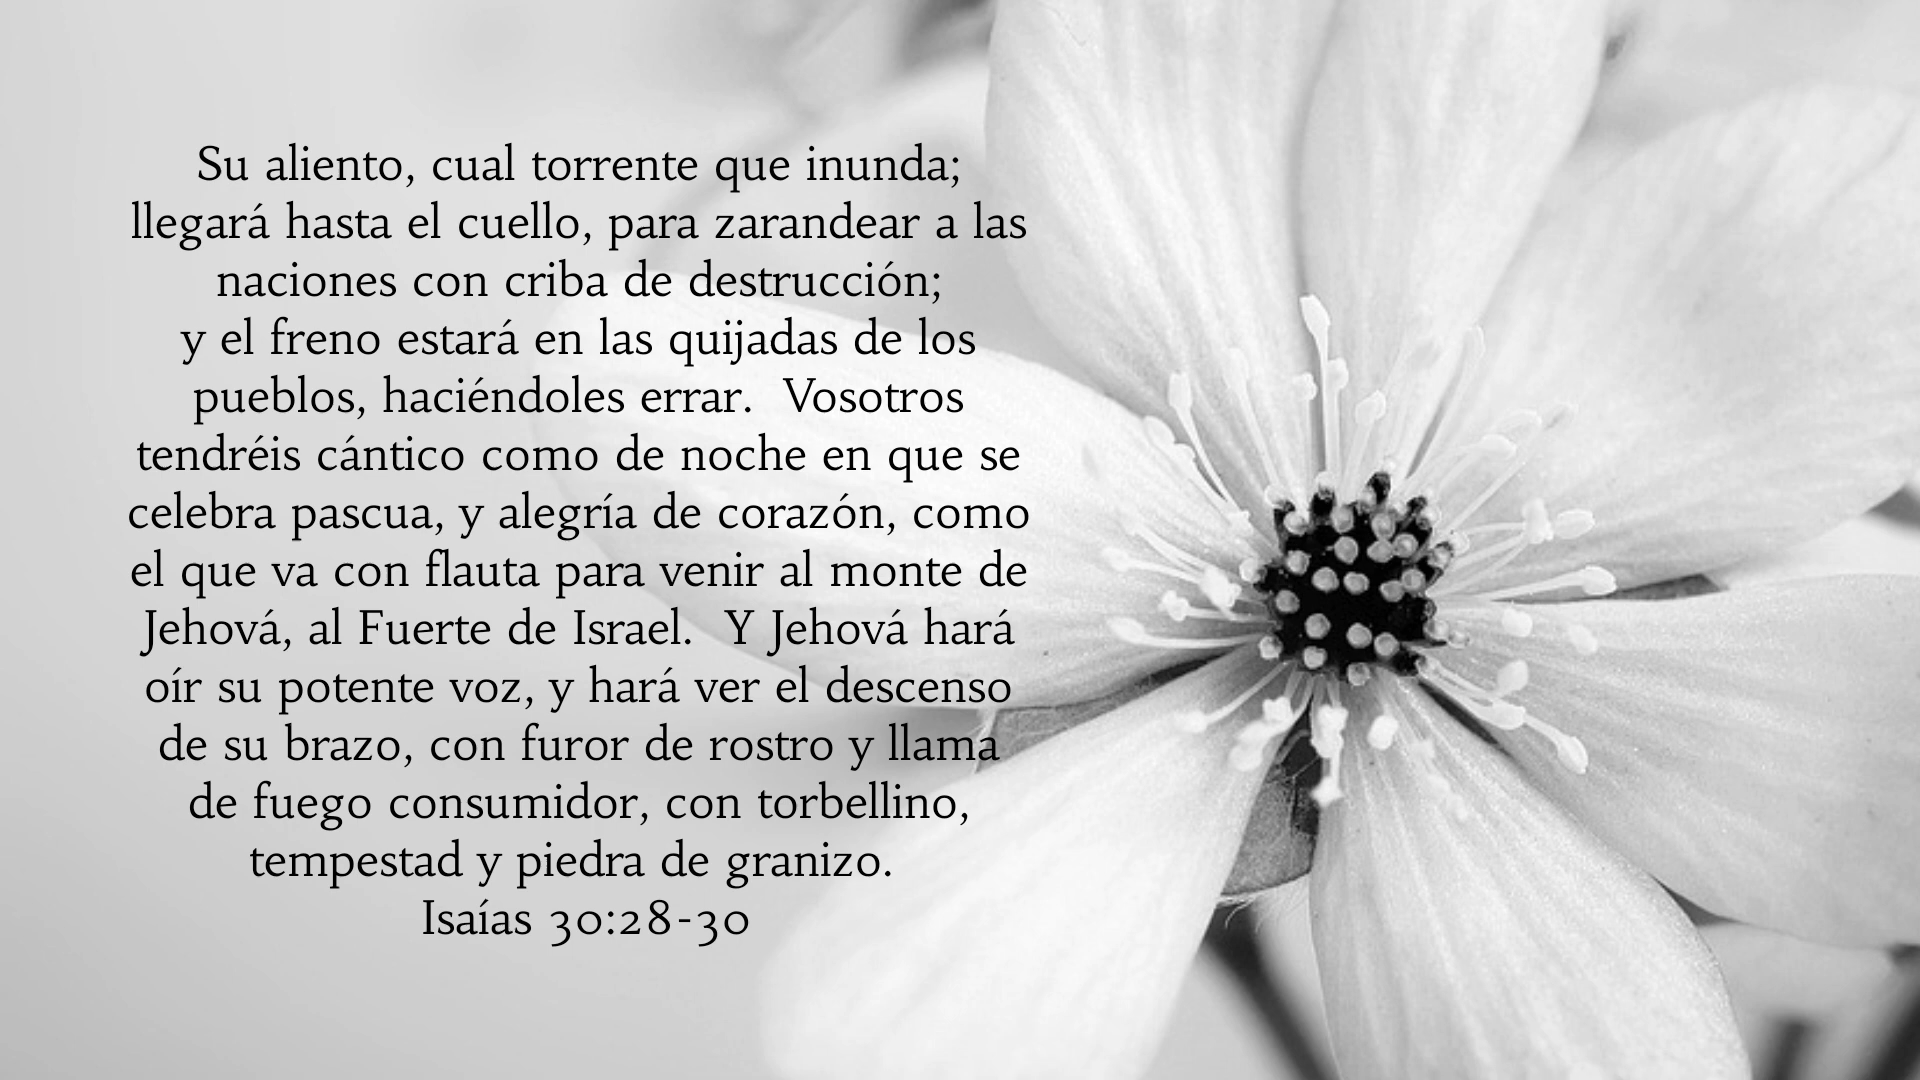 Su aliento, cual torrente que inunda;
llegará hasta el cuello, para zarandear a las
naciones con criba de destrucción;
y el freno estará en las quijadas de los
pueblos, haciéndoles errar.  Vosotros
tendréis cántico como de noche en que se
celebra pascua, y alegría de corazón, como
el que va con flauta para venir al monte de
Jehová, al Fuerte de Israel.  Y Jehová hará
oír su potente voz, y hará ver el descenso
de su brazo, con furor de rostro y llama
de fuego consumidor, con torbellino,
tempestad y piedra de granizo.
Isaías 30:28-30